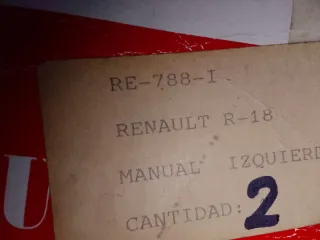 RE-788-I
RENAULT R-18
MANUAL IZQUIERD
CANTIDAD: 2
U